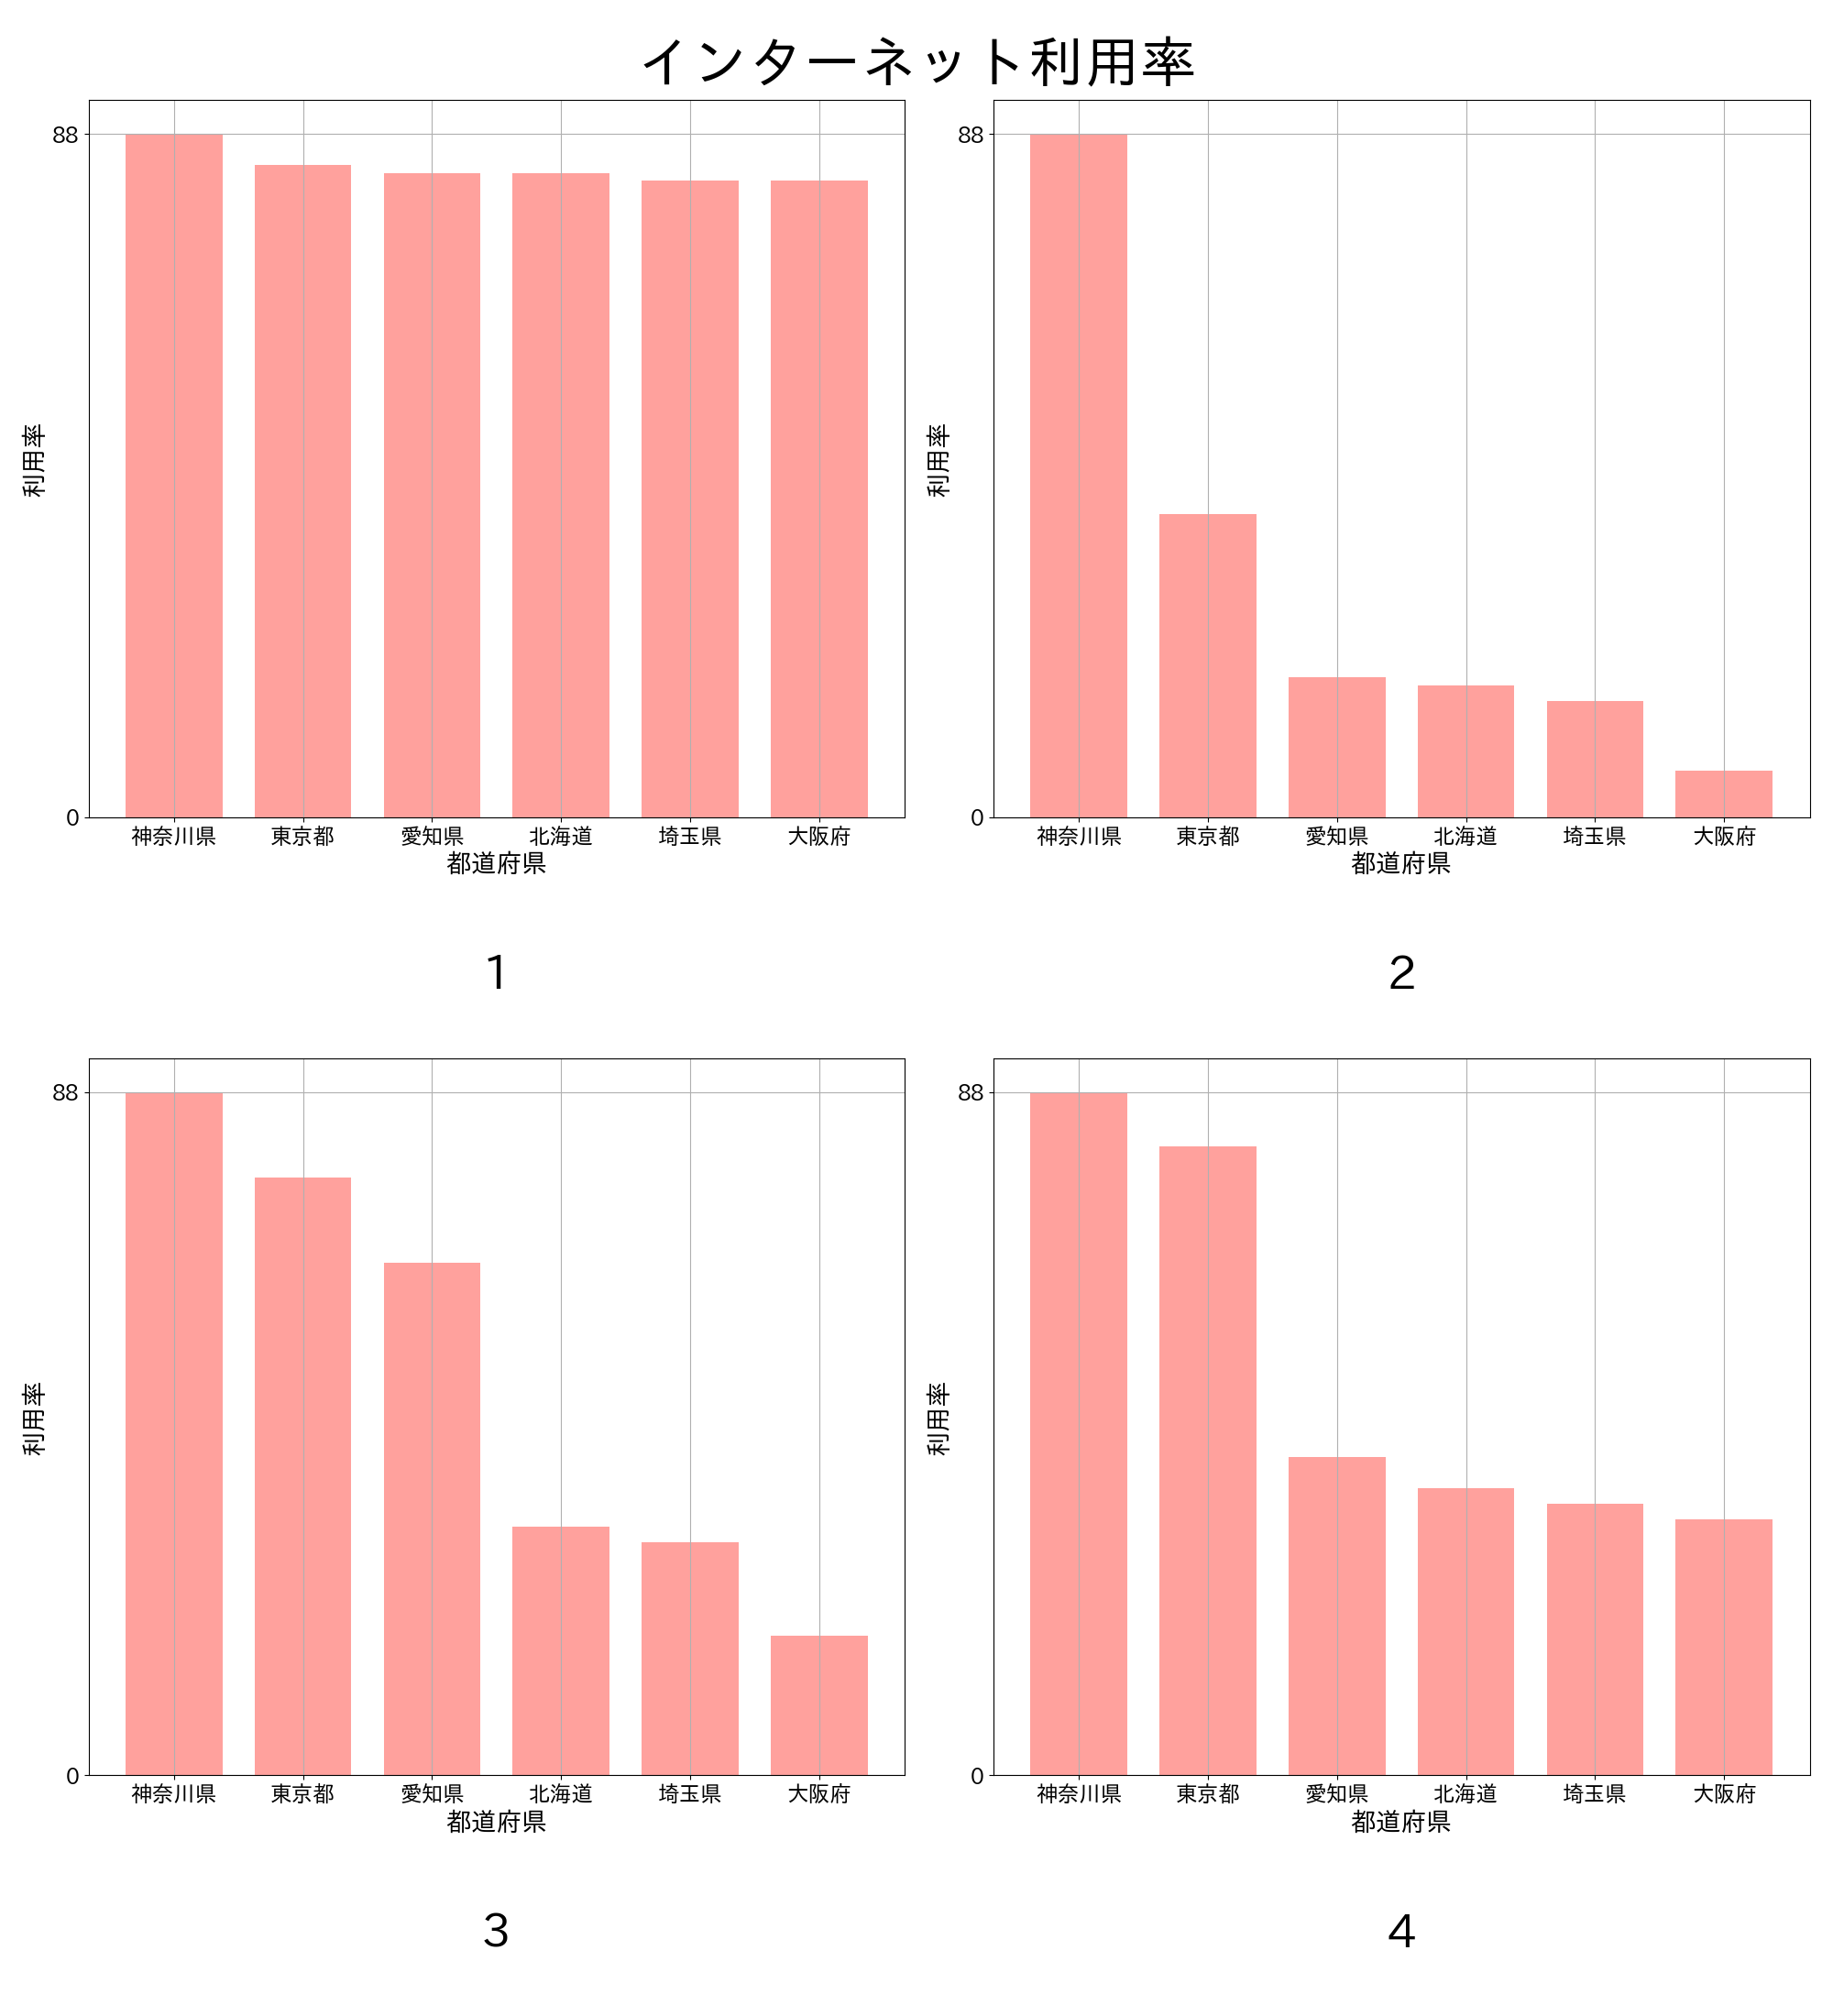 インターネット利用率
88
0
利用率
神奈川県 東京都 愛知県 北海道 埼玉県 大阪府
都道府県
1
88
0
利用率
神奈川県 東京都 愛知県 北海道 埼玉県 大阪府
都道府県
2
88
0
利用率
神奈川県 東京都 愛知県 北海道 埼玉県 大阪府
都道府県
3
88
0
利用率
神奈川県 東京都 愛知県 北海道 埼玉県 大阪府
都道府県
4